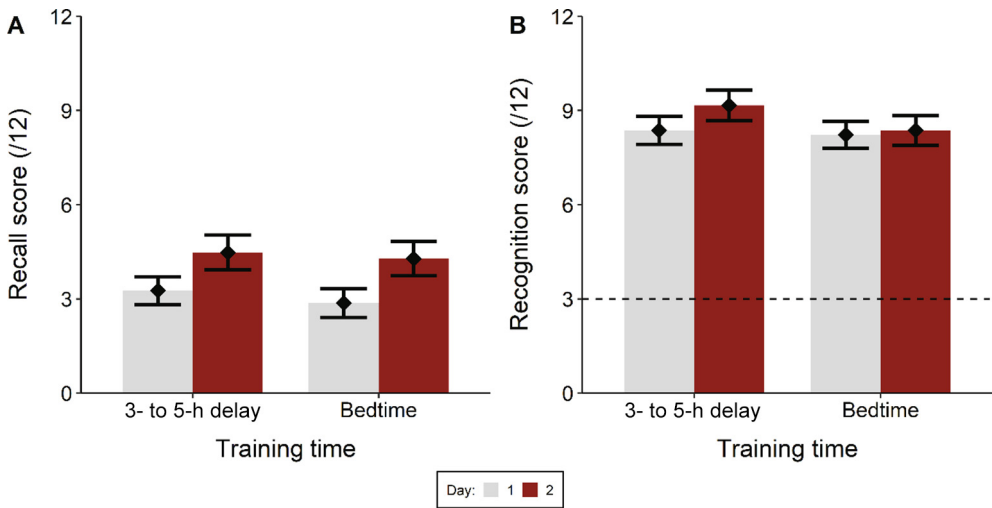 A
12
9
6
3
0
Recall score (/12)
3- to 5-h delay
Bedtime
Training time
B
12
9
6
3
0
Recognition score (/12)
3- to 5-h delay
Bedtime
Training time
Day: 1 2